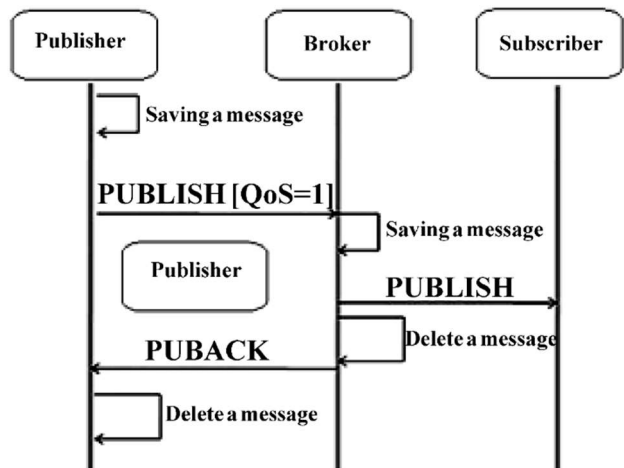 Publisher
Broker
Subscriber
Saving a message
PUBLISH [QoS=1]
Saving a message
Publisher
PUBLISH
Delete a message
PUBACK
Delete a message